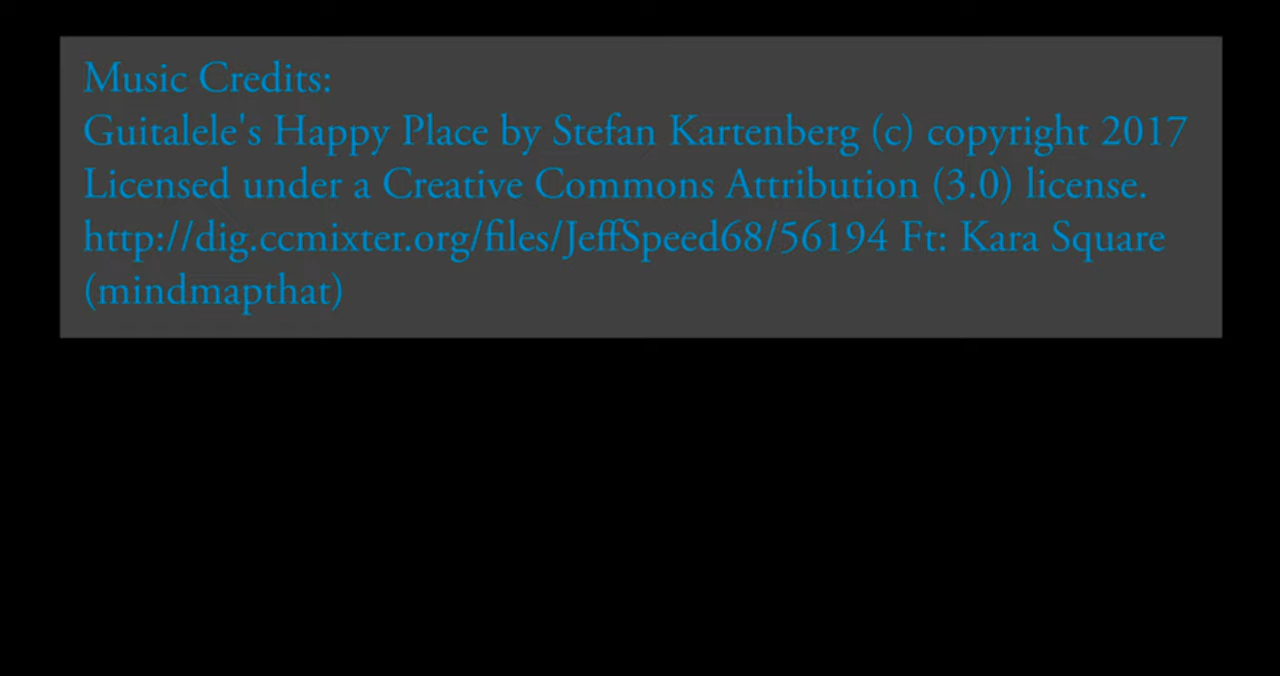 Music Credits:
Guitalele's Happy Place by Stefan Kartenberg (c) copyright 2017
Licensed under a Creative Commons Attribution (3.0) license.
http://dig.ccmixter.org/files/JeffSpeed68/56194 Ft: Kara Square
(mindmapthat)